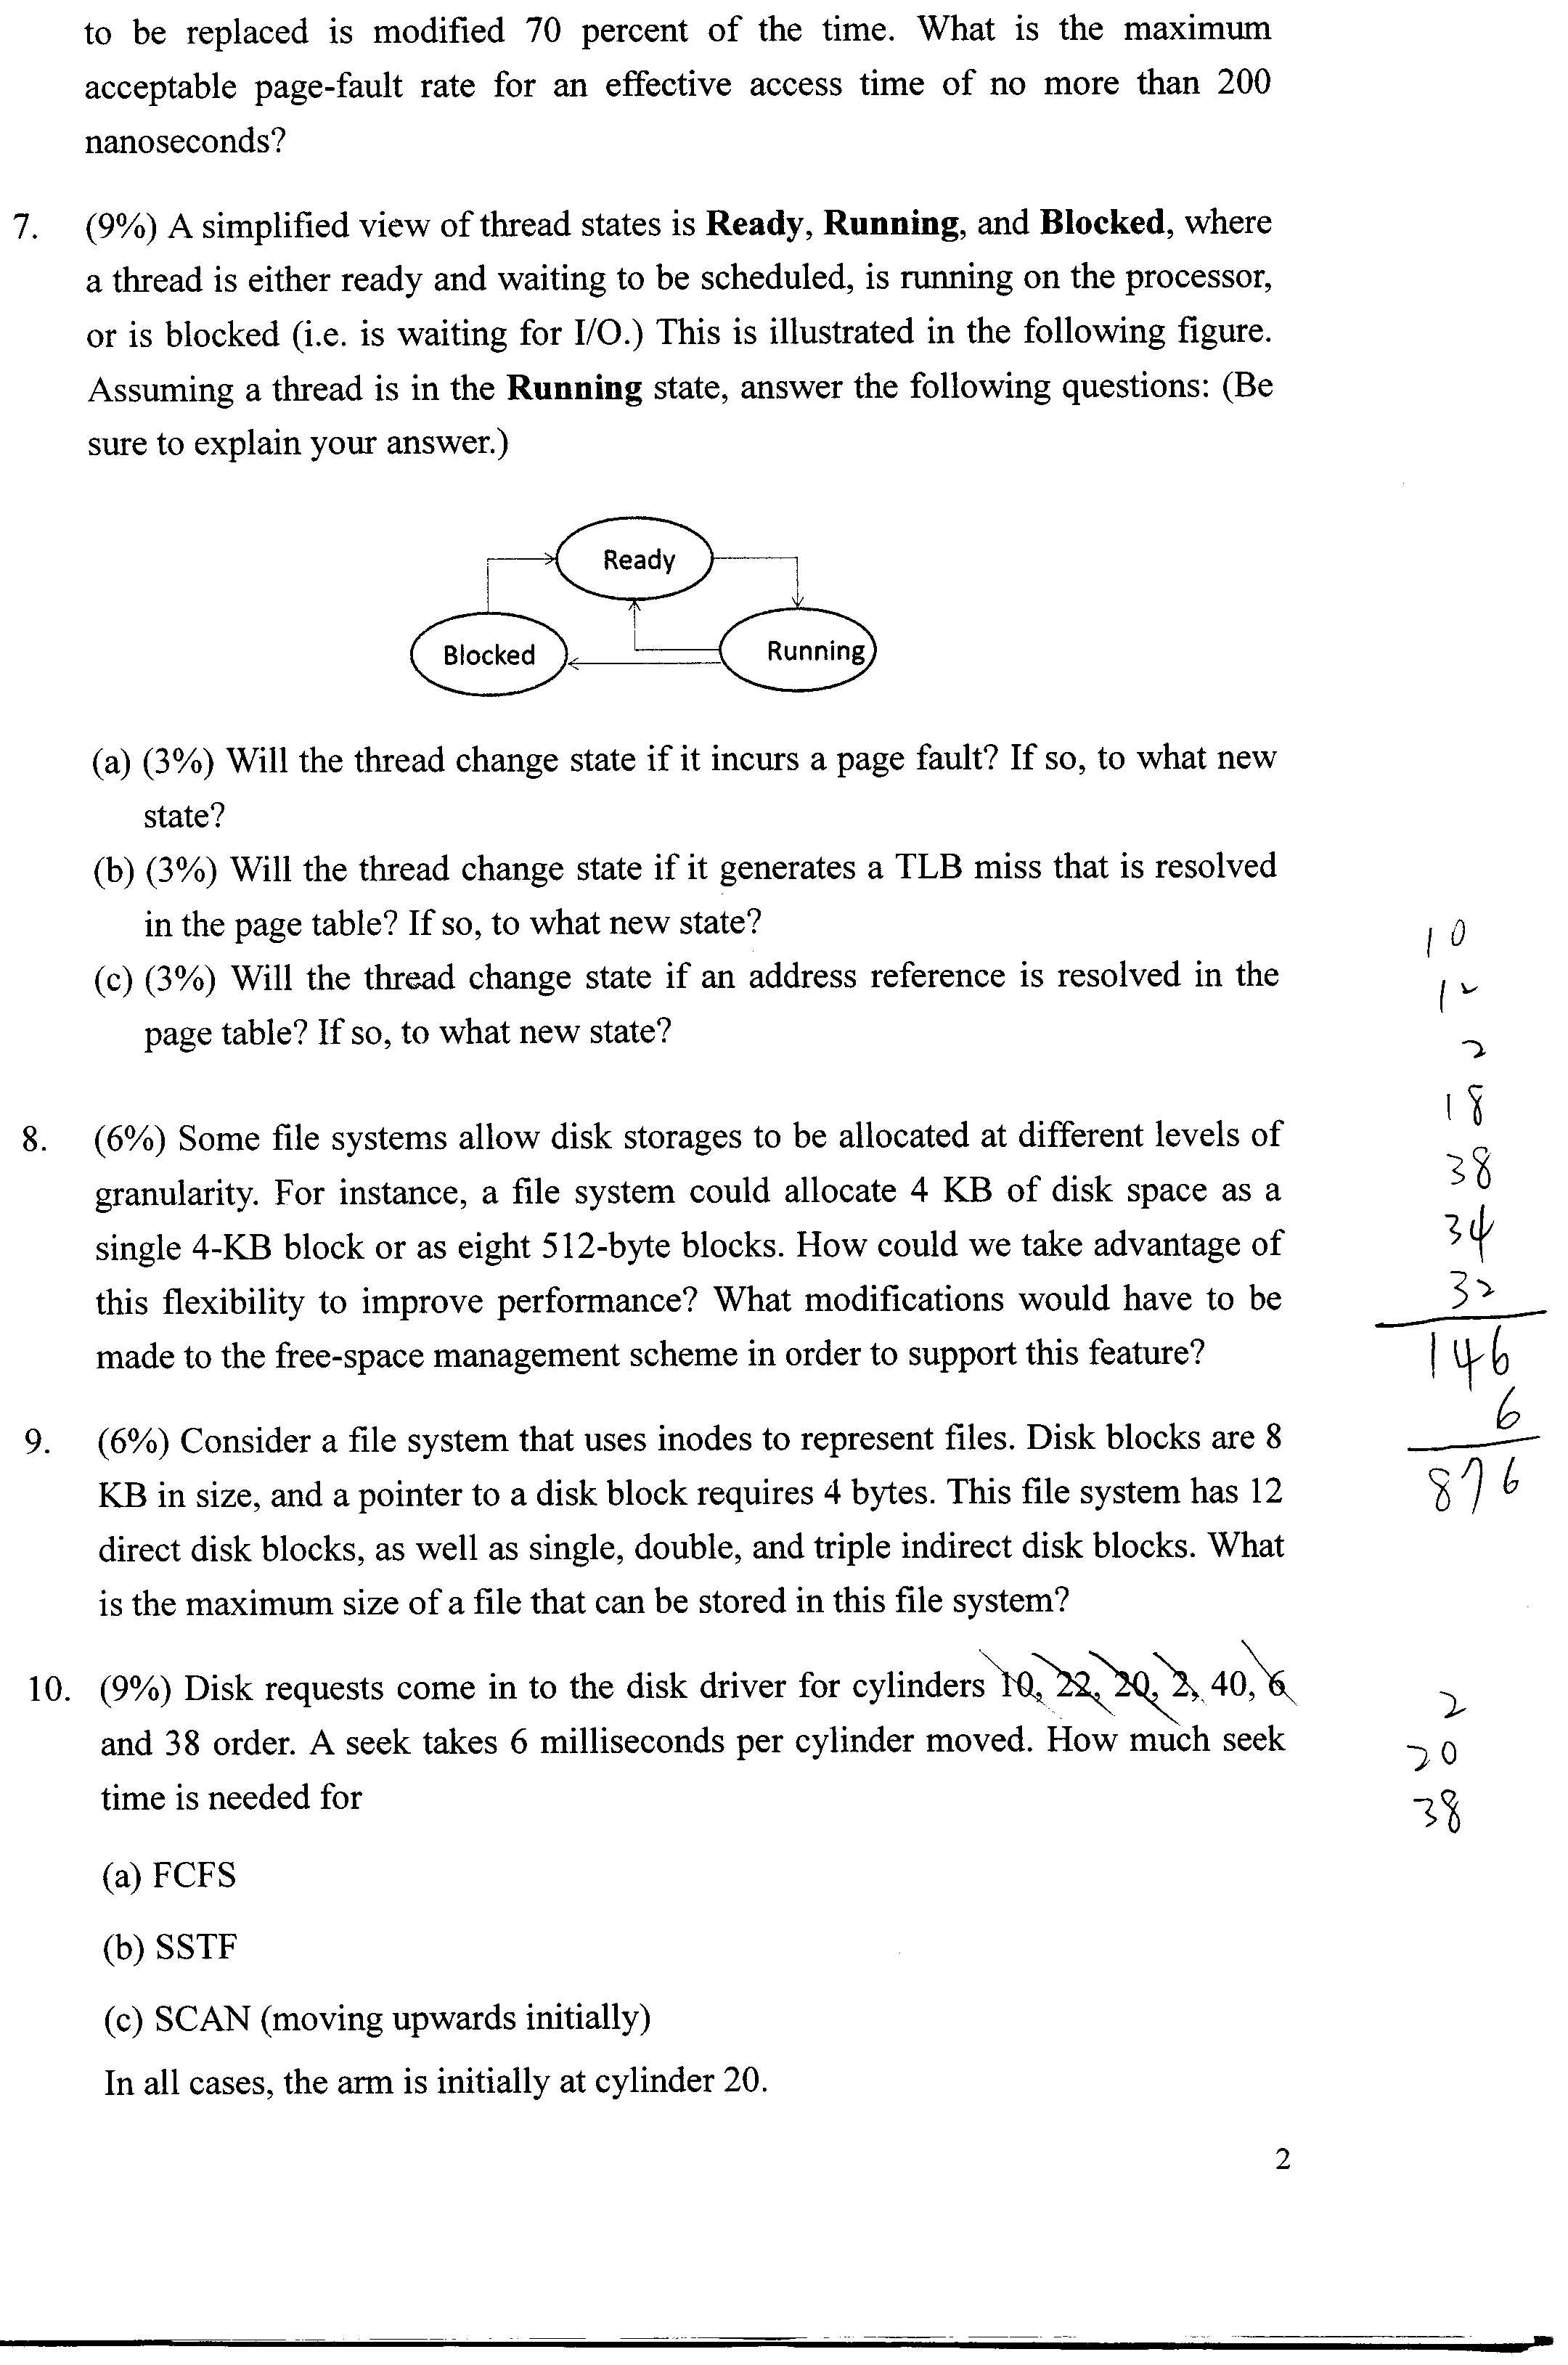 to be replaced is modified 70 percent of the time. What is the maximum
acceptable page-fault rate for an effective access time of no more than 200
nanoseconds?
7. (9%) A simplified view of thread states is Ready, Running, and Blocked, where
a thread is either ready and waiting to be scheduled, is running on the processor,
or is blocked (i.e. is waiting for I/O.) This is illustrated in the following figure.
Assuming a thread is in the Running state, answer the following questions: (Be
sure to explain your answer.)
Ready
Blocked
Running
(a) (3%) Will the thread change state if it incurs a page fault? If so, to what new
state?
(b) (3%) Will the thread change state if it generates a TLB miss that is resolved
in the page table? If so, to what new state?
(c) (3%) Will the thread change state if an address reference is resolved in the
page table? If so, to what new state?
8. (6%) Some file systems allow disk storages to be allocated at different levels of
granularity. For instance, a file system could allocate 4 KB of disk space as a
single 4-KB block or as eight 512-byte blocks. How could we take advantage of
this flexibility to improve performance? What modifications would have to be
made to the free-space management scheme in order to support this feature?
9. (6%) Consider a file system that uses inodes to represent files. Disk blocks are 8
KB in size, and a pointer to a disk block requires 4 bytes. This file system has 12
direct disk blocks, as well as single, double, and triple indirect disk blocks. What
is the maximum size of a file that can be stored in this file system?
10. (9%) Disk requests come in to the disk driver for cylinders 10, 22, 20, 2, 40, 6
and 38 order. A seek takes 6 milliseconds per cylinder moved. How much seek
time is needed for
(a) FCFS
(b) SSTF
(c) SCAN (moving upwards initially)
In all cases, the arm is initially at cylinder 20.
10
12
2
18
38
34
32
146
6
876
2
20
38
2